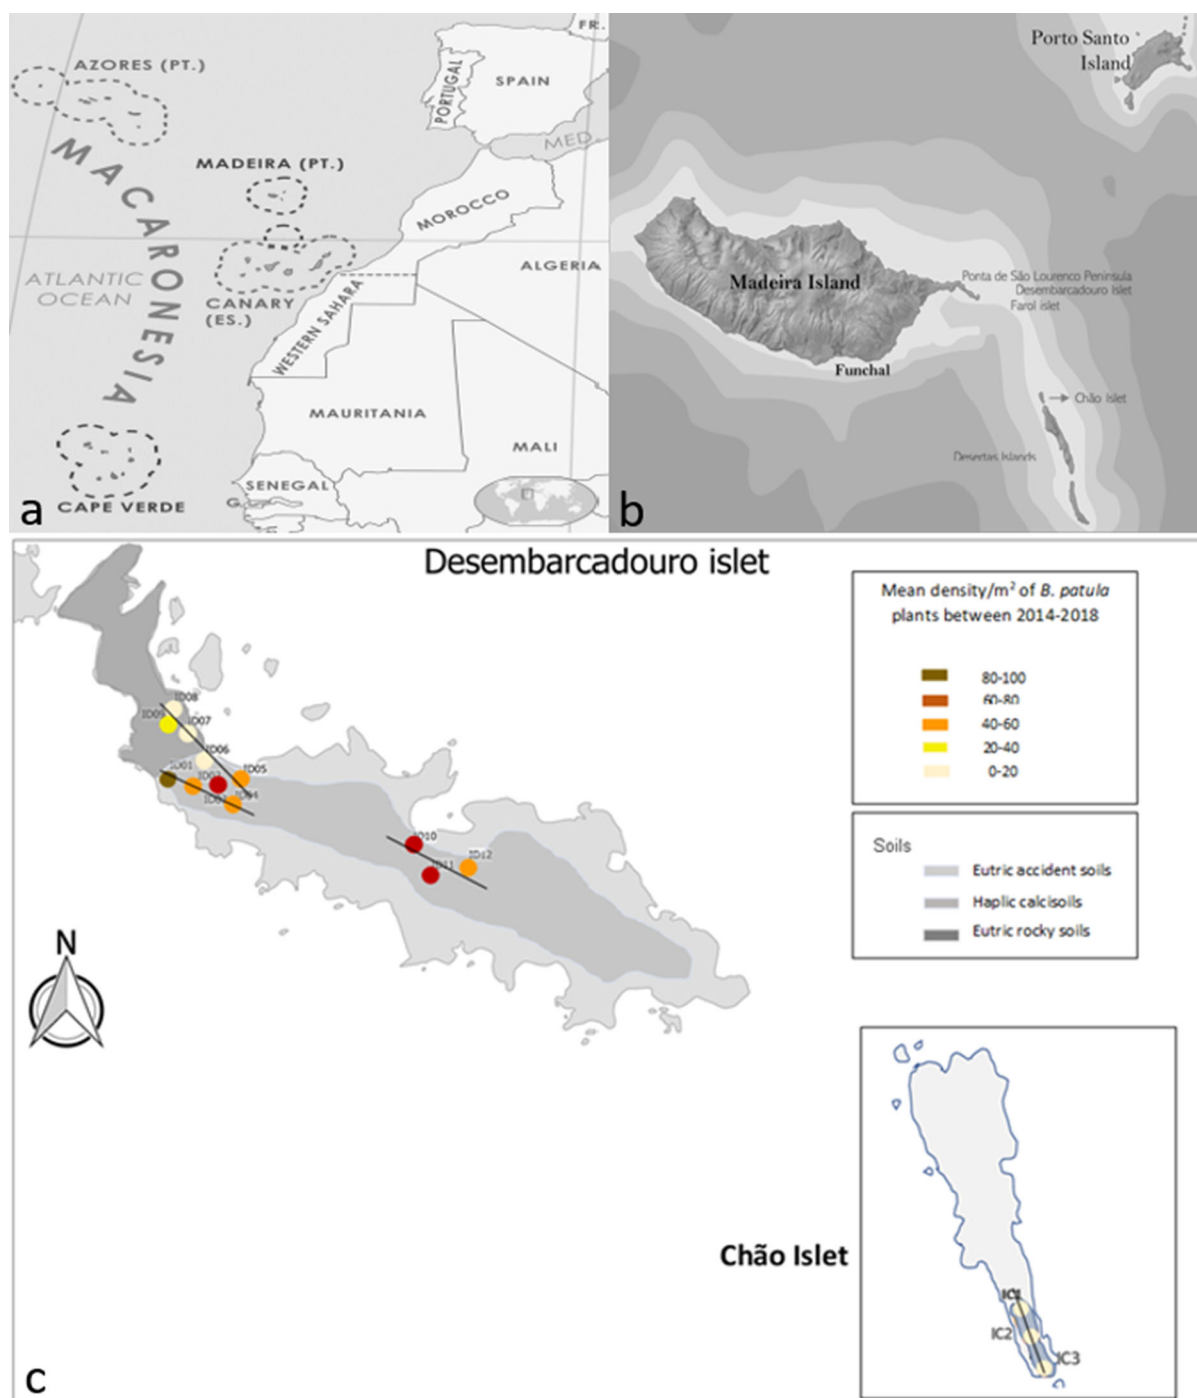 FR.
AZORES (PT.)
PORTUGAL
SPAIN
MED.
MACARONESIA
MADEIRA (PT.)
MOROCCO
ALGERIA
ATLANTIC
OCEAN
CANARY
(ES.)
WESTERN SAHARA
MAURITANIA
MALI
SENEGAL
CAPE VERDE
a
Porto Santo
Island
Madeira Island
Ponta de São Lourenco Peninsula
Desembarcadouro Islet
Farol islet
Funchal
Chão Islet
Desertas Islands
b
Desembarcadouro islet
Mean density/m² of B. patula
plants between 2014-2018
80-100
60-80
40-60
20-40
0-20
Soils
Eutric accident soils
Haplic calcisoils
Eutric rocky soils
ID08
ID09
ID07
ID06
ID01
ID05
ID04
ID10
ID11
ID12
N
Chão Islet
IC1
IC2
IC3
c